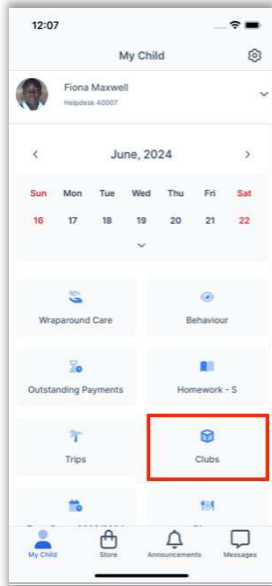 12:07
My Child
Fiona Maxwell
Helpdesk 40007
June, 2024
Sun Mon Tue Wed Thu Fri Sat
16 17 18 19 20 21 22
Wraparound Care Behaviour
Outstanding Payments Homework - S
Trips Clubs
My Child Store Announcements Messages